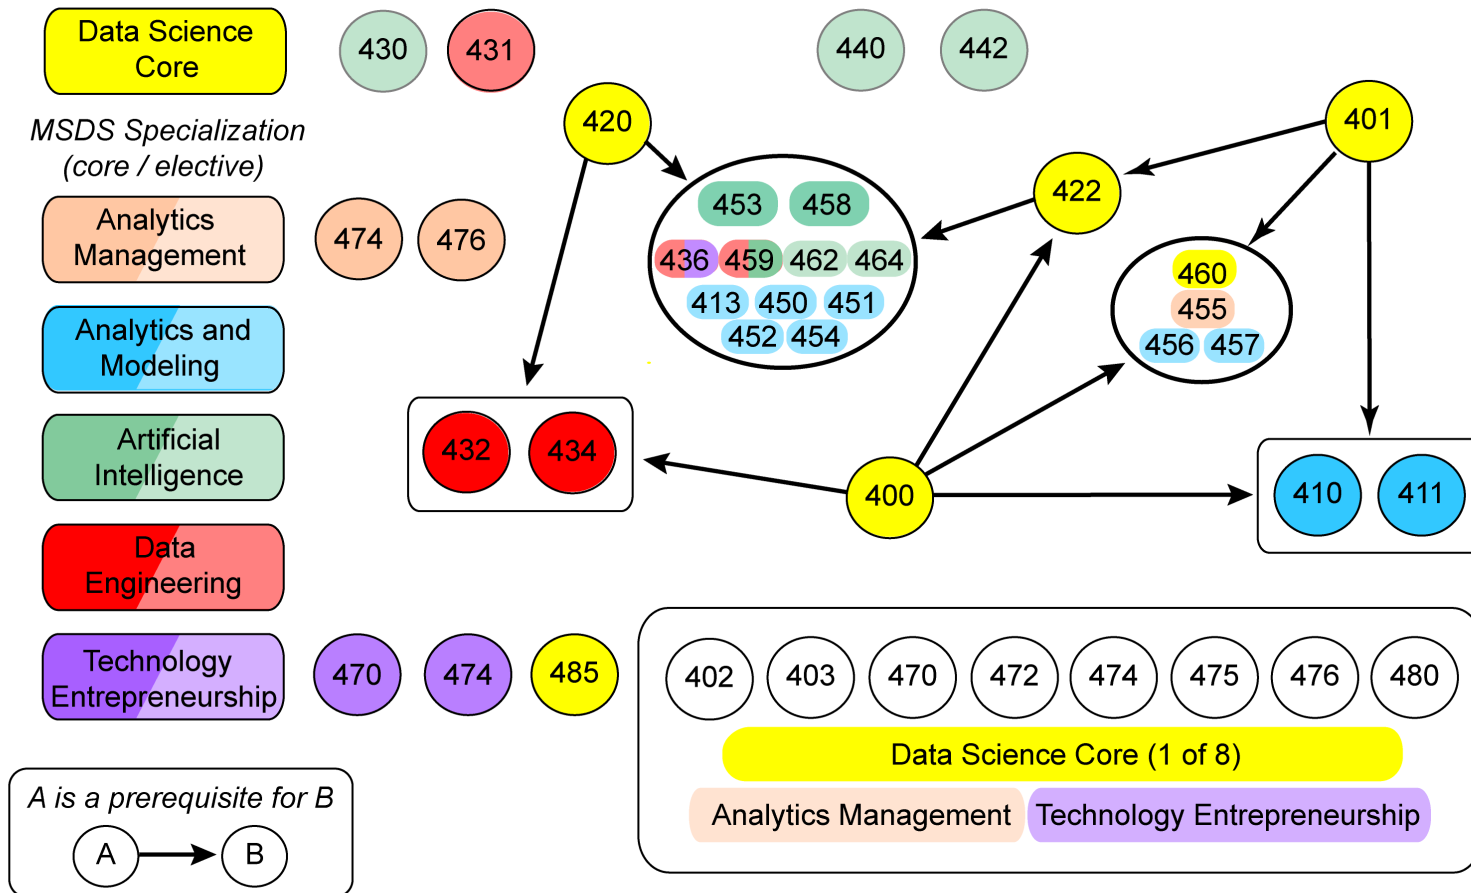 Data Science
Core
430
431
440
442
420
401
MSDS Specialization
(core / elective)
422
453
458
Analytics
Management
474
476
436
459
462
464
460
413
450
451
455
452
454
456
457
Analytics and
Modeling
Artificial
Intelligence
432
434
400
410
411
Data
Engineering
Technology
Entrepreneurship
470
474
485
402
403
470
472
474
475
476
480
Data Science Core (1 of 8)
Analytics Management
Technology Entrepreneurship
A is a prerequisite for B
A
B